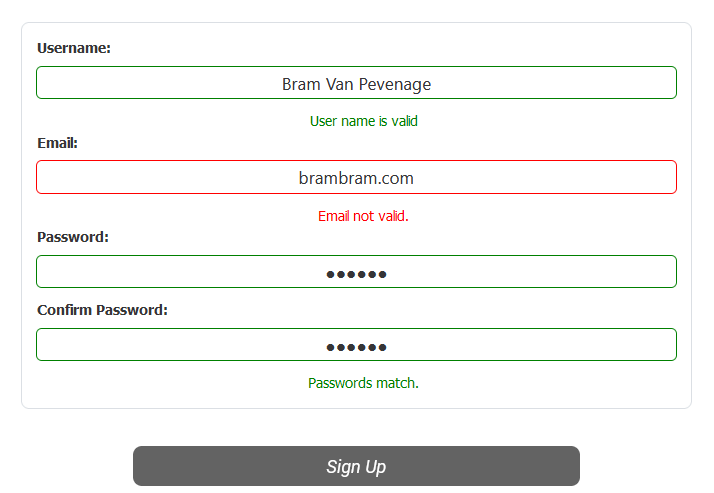 Username:
Bram Van Pevenage
User name is valid
Email:
brambram.com
Email not valid.
Password:
●●●●●●
Confirm Password:
●●●●●●
Passwords match.
Sign Up